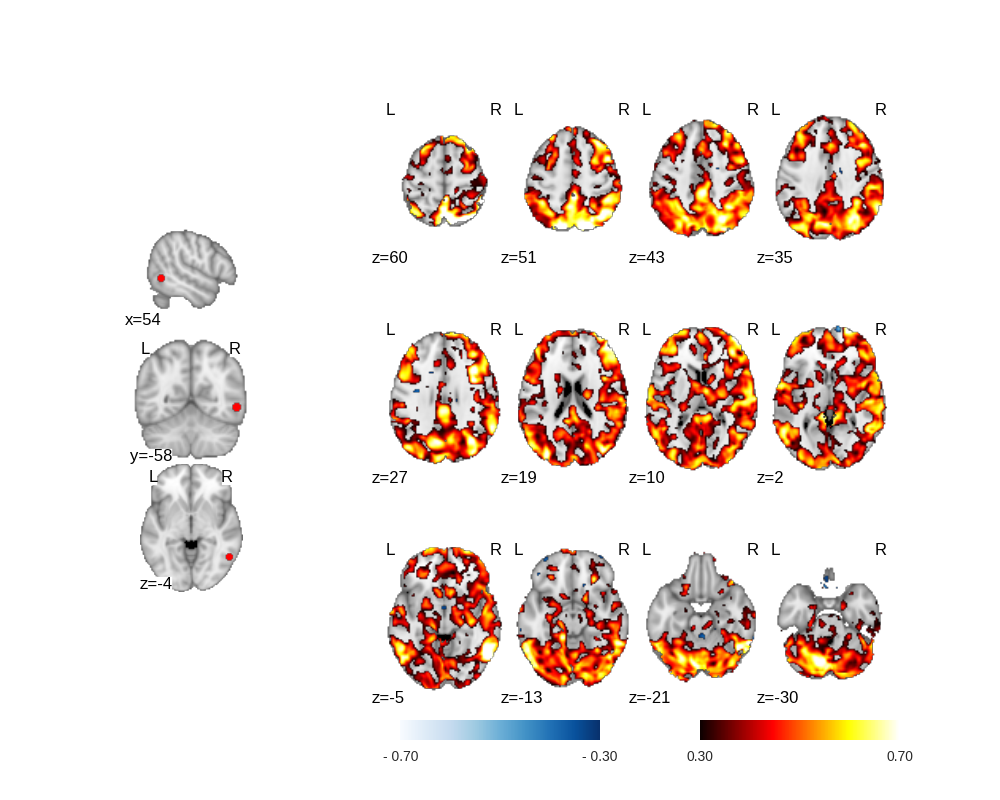 L R L R L R L R
z=60 z=51 z=43 z=35
x=54
L R
y=-58
L R
z=-4
L R L R L R L R
z=27 z=19 z=10 z=2
L R L R L R L R
z=-5 z=-13 z=-21 z=-30
- 0.70 - 0.30 0.30 0.70